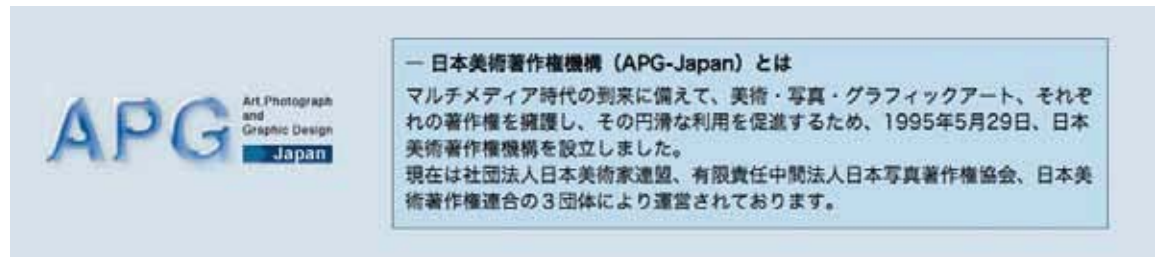 APG
Art, Photograph
and
Graphic Design
Japan
― 日本美術著作権機構（APG-Japan）とは
マルチメディア時代の到来に備えて、美術・写真・グラフィックアート、それぞ
れの著作権を擁護し、その円滑な利用を促進するため、1995年5月29日、日本
美術著作権機構を設立しました。
現在は社団法人日本美術家連盟、有限責任中間法人日本写真著作権協会、日本美
術著作権連合の３団体により運営されております。